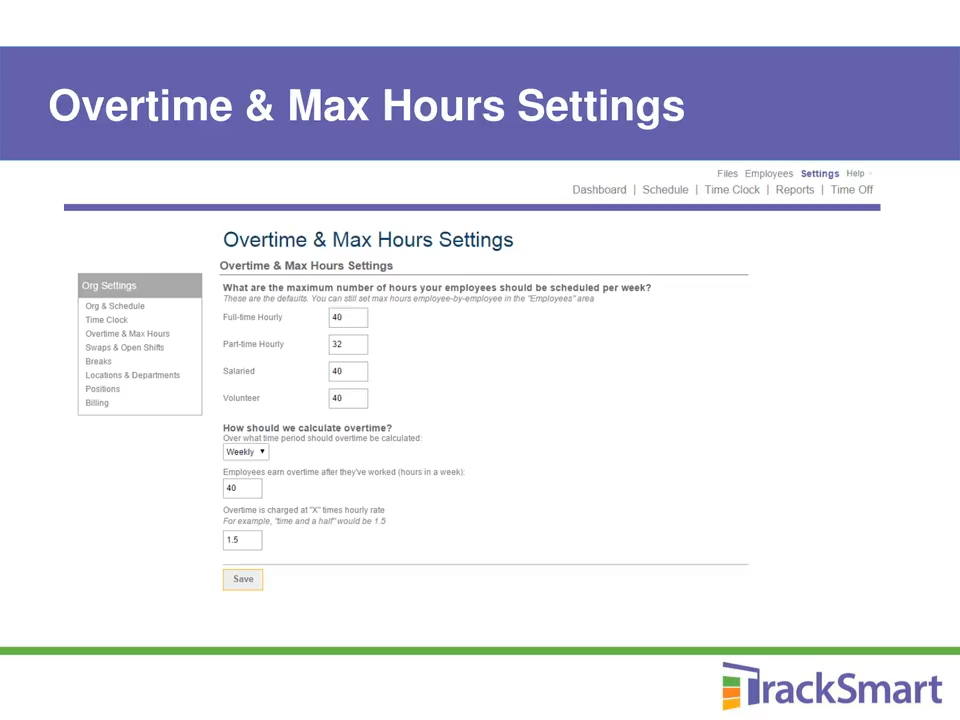 Overtime & Max Hours Settings
Files Employees Settings Help
Dashboard | Schedule | Time Clock | Reports | Time Off
Overtime & Max Hours Settings
Overtime & Max Hours Settings
Org Settings
Org & Schedule
Time Clock
Overtime & Max Hours
Swaps & Open Shifts
Breaks
Locations & Departments
Positions
Billing
What are the maximum number of hours your employees should be scheduled per week?
These are the defaults. You can still set max hours employee-by-employee in the "Employees" area
Full-time Hourly 40
Part-time Hourly 32
Salaried 40
Volunteer 40
How should we calculate overtime?
Over what time period should overtime be calculated:
Weekly
Employees earn overtime after they've worked (hours in a week):
40
Overtime is charged at "X" times hourly rate
For example, "time and a half" would be 1.5
1.5
Save
TrackSmart